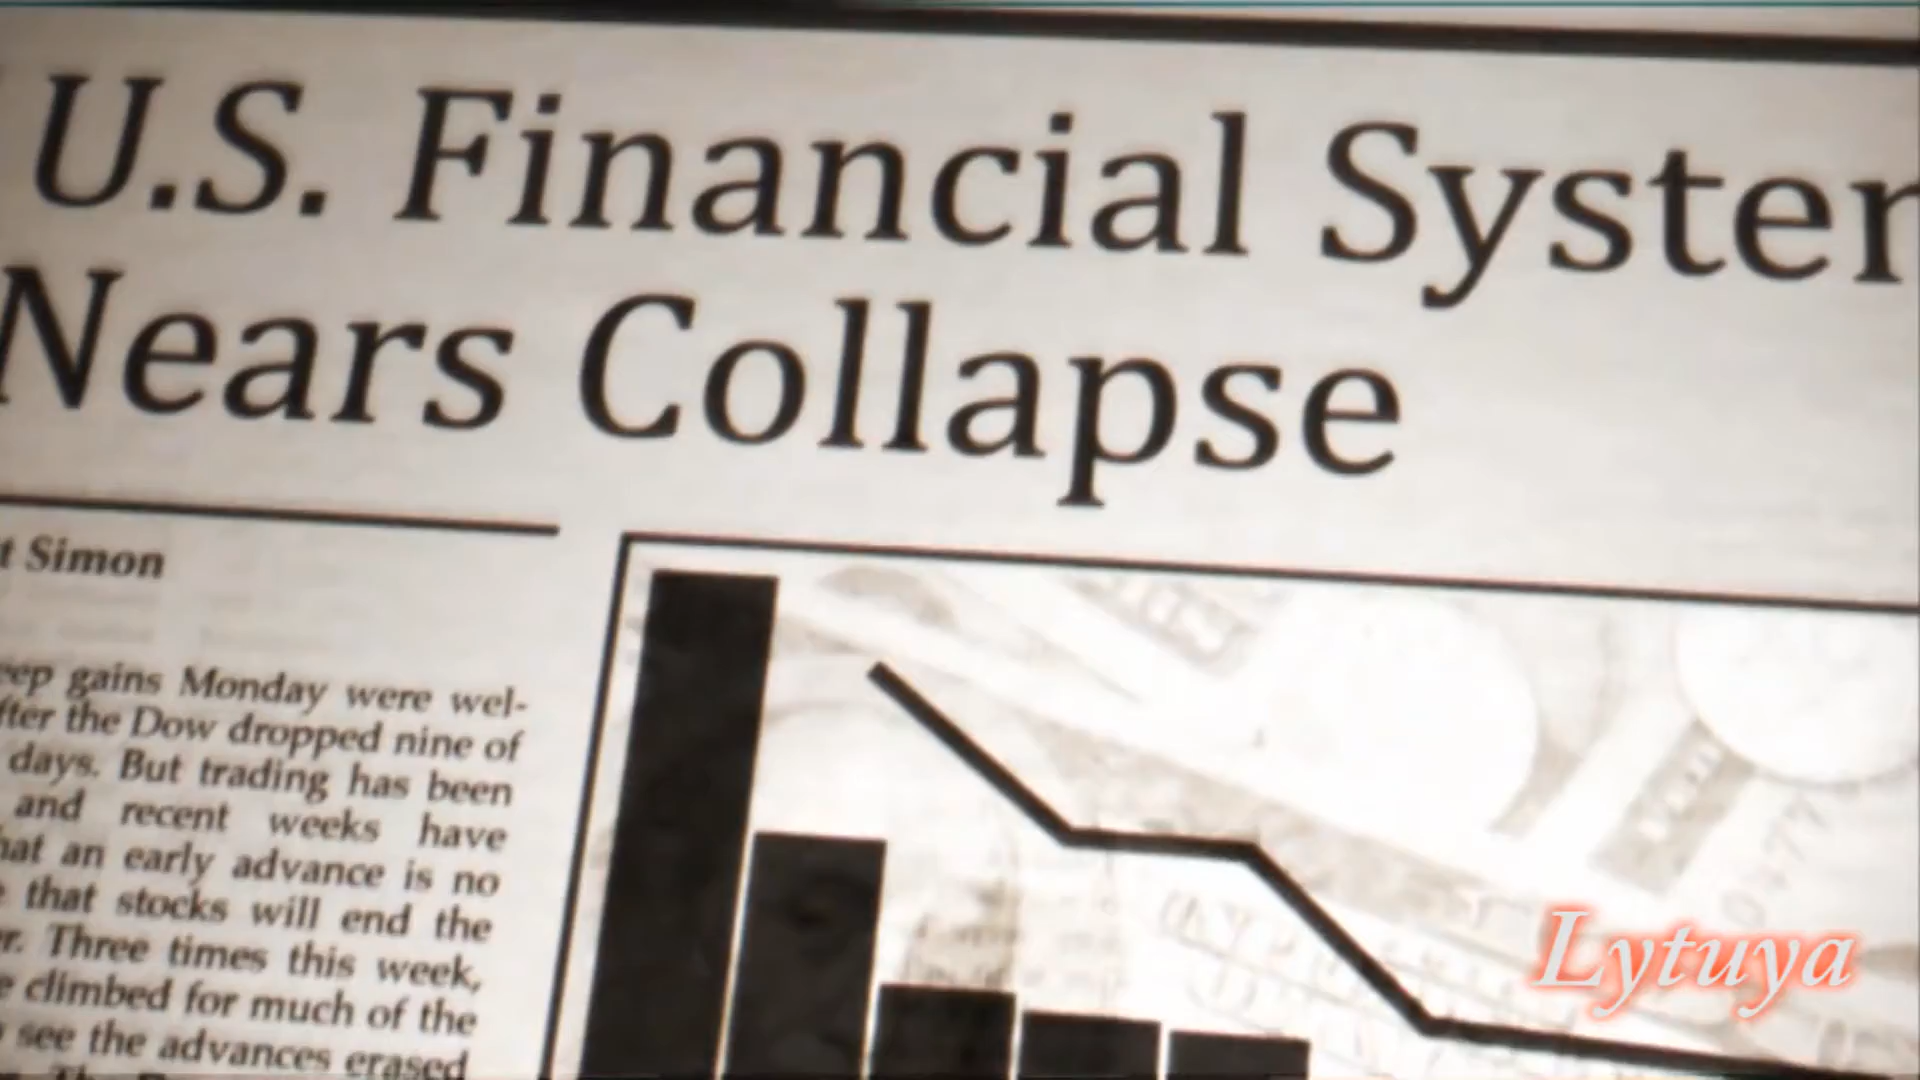 U.S. Financial System
Nears Collapse
t Simon
eep gains Monday were wel-
fter the Dow dropped nine of
days. But trading has been
and recent weeks have
hat an early advance is no
that stocks will end the
er. Three times this week,
e climbed for much of the
see the advances erased
Lytuya